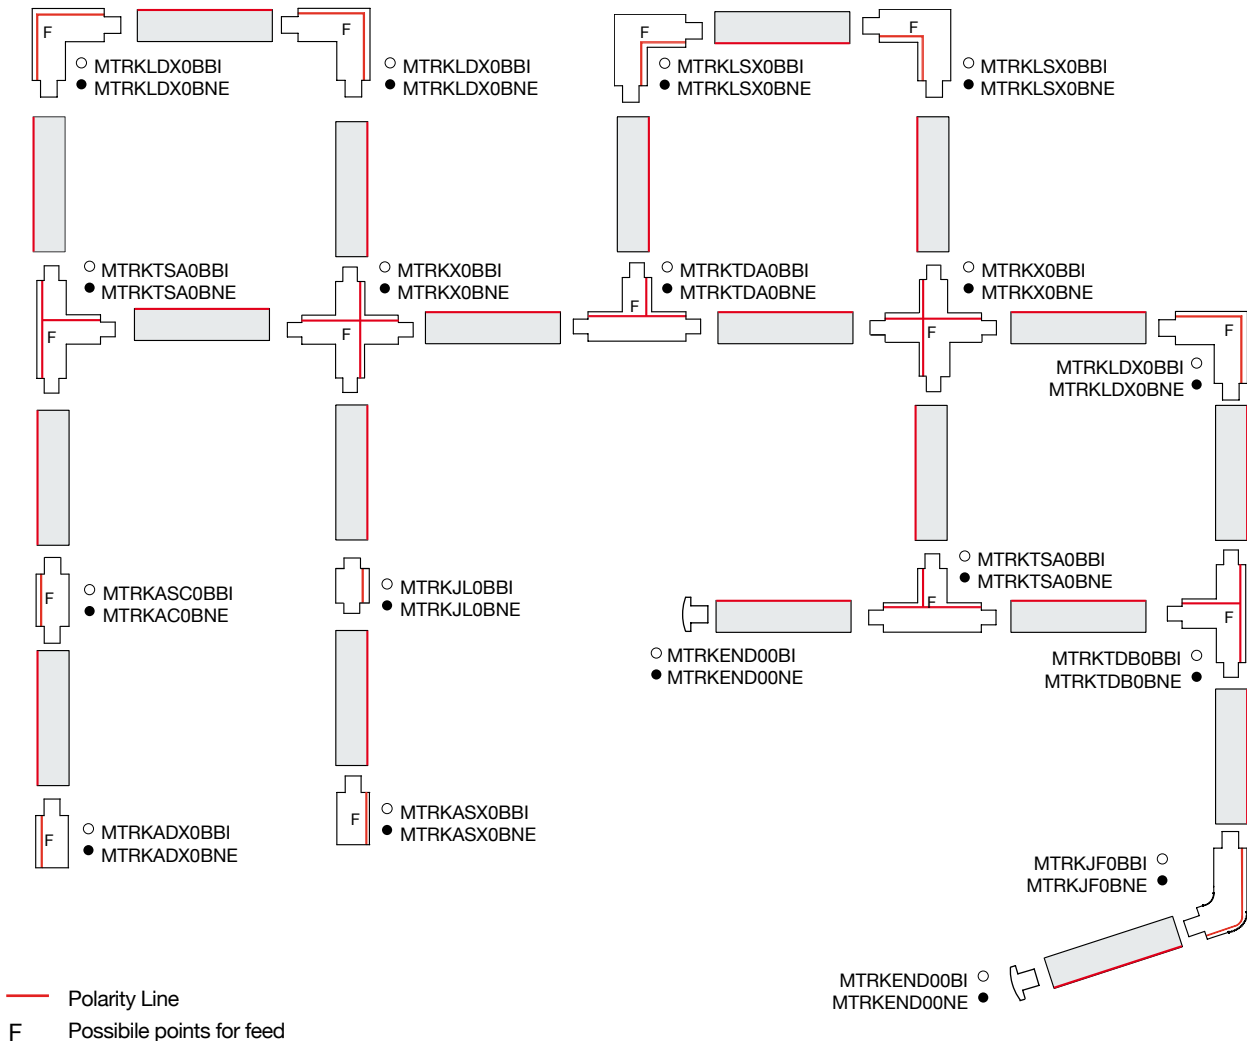 F
F
F
F
MTRKLDX0BBI
MTRKLDX0BNE
MTRKLDX0BBI
MTRKLDX0BNE
MTRKLSX0BBI
MTRKLSX0BNE
MTRKLSX0BBI
MTRKLSX0BNE
MTRKTSA0BBI
MTRKTSA0BNE
MTRKX0BBI
MTRKX0BNE
MTRKTDA0BBI
MTRKTDA0BNE
MTRKX0BBI
MTRKX0BNE
F
F
F
F
F
MTRKLDX0BBI
MTRKLDX0BNE
MTRKASC0BBI
MTRKAC0BNE
F
MTRKJL0BBI
MTRKJL0BNE
MTRKTSA0BBI
MTRKTSA0BNE
F
F
MTRKEND00BI
MTRKEND00NE
MTRKTDB0BBI
MTRKTDB0BNE
F
MTRKADX0BBI
MTRKADX0BNE
F
MTRKASX0BBI
MTRKASX0BNE
MTRKJF0BBI
MTRKJF0BNE
MTRKEND00BI
MTRKEND00NE
Polarity Line
F Possibile points for feed